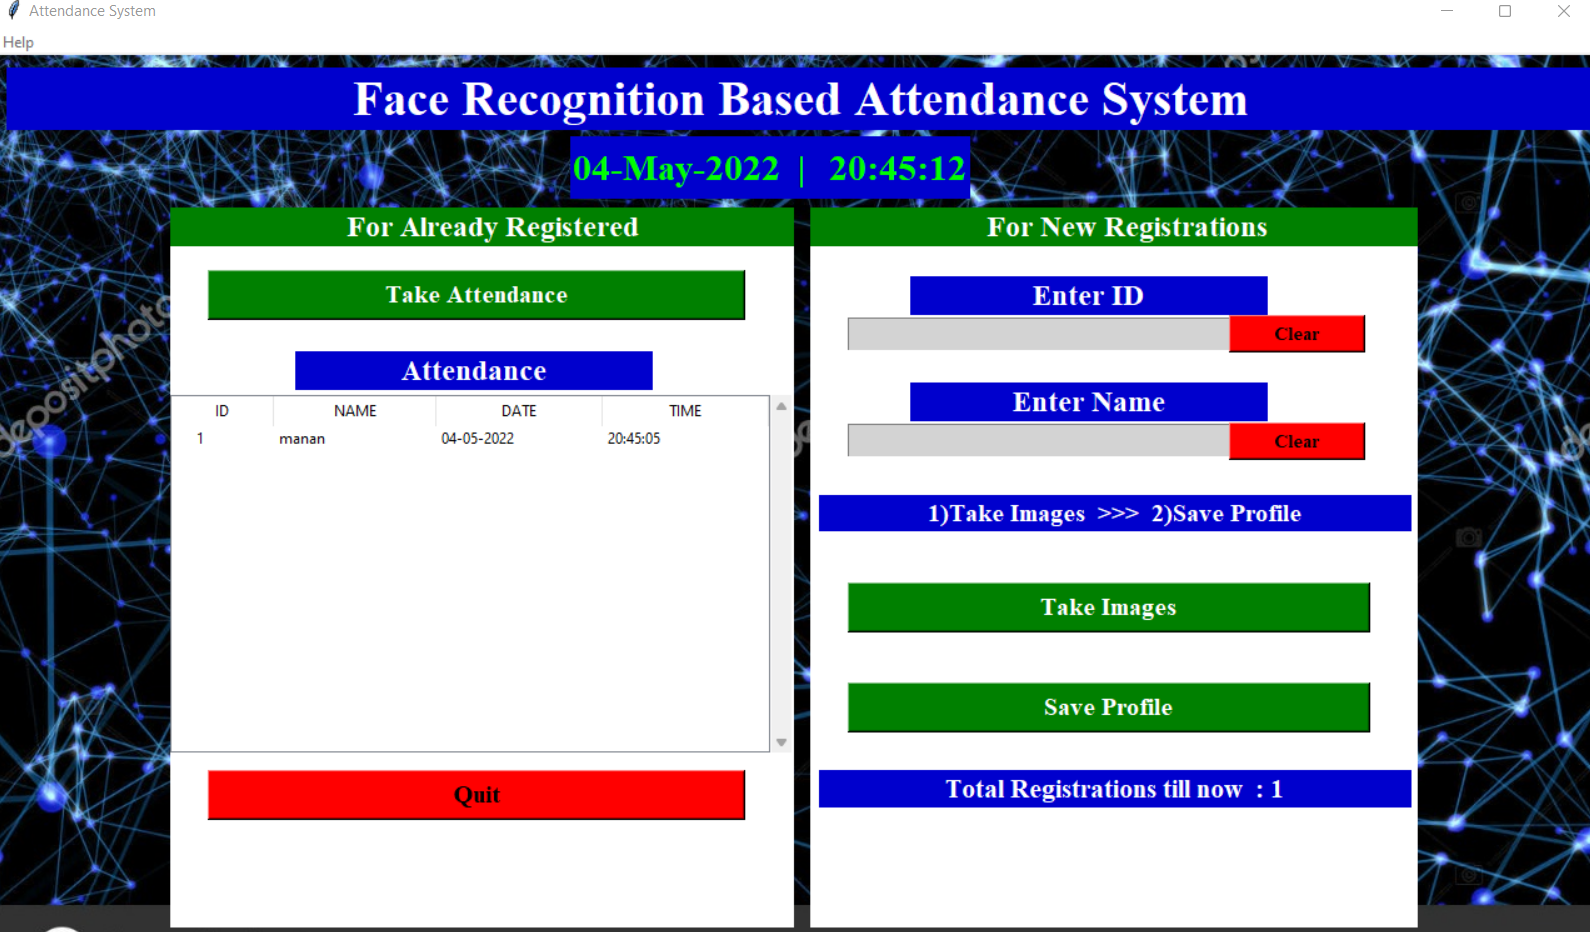 Attendance System
Help
Face Recognition Based Attendance System
04-May-2022 | 20:45:12
For Already Registered
Take Attendance
Attendance
ID NAME DATE TIME
1 manan 04-05-2022 20:45:05
Quit
For New Registrations
Enter ID
Clear
Enter Name
Clear
1)Take Images >>> 2)Save Profile
Take Images
Save Profile
Total Registrations till now : 1
depositphoto